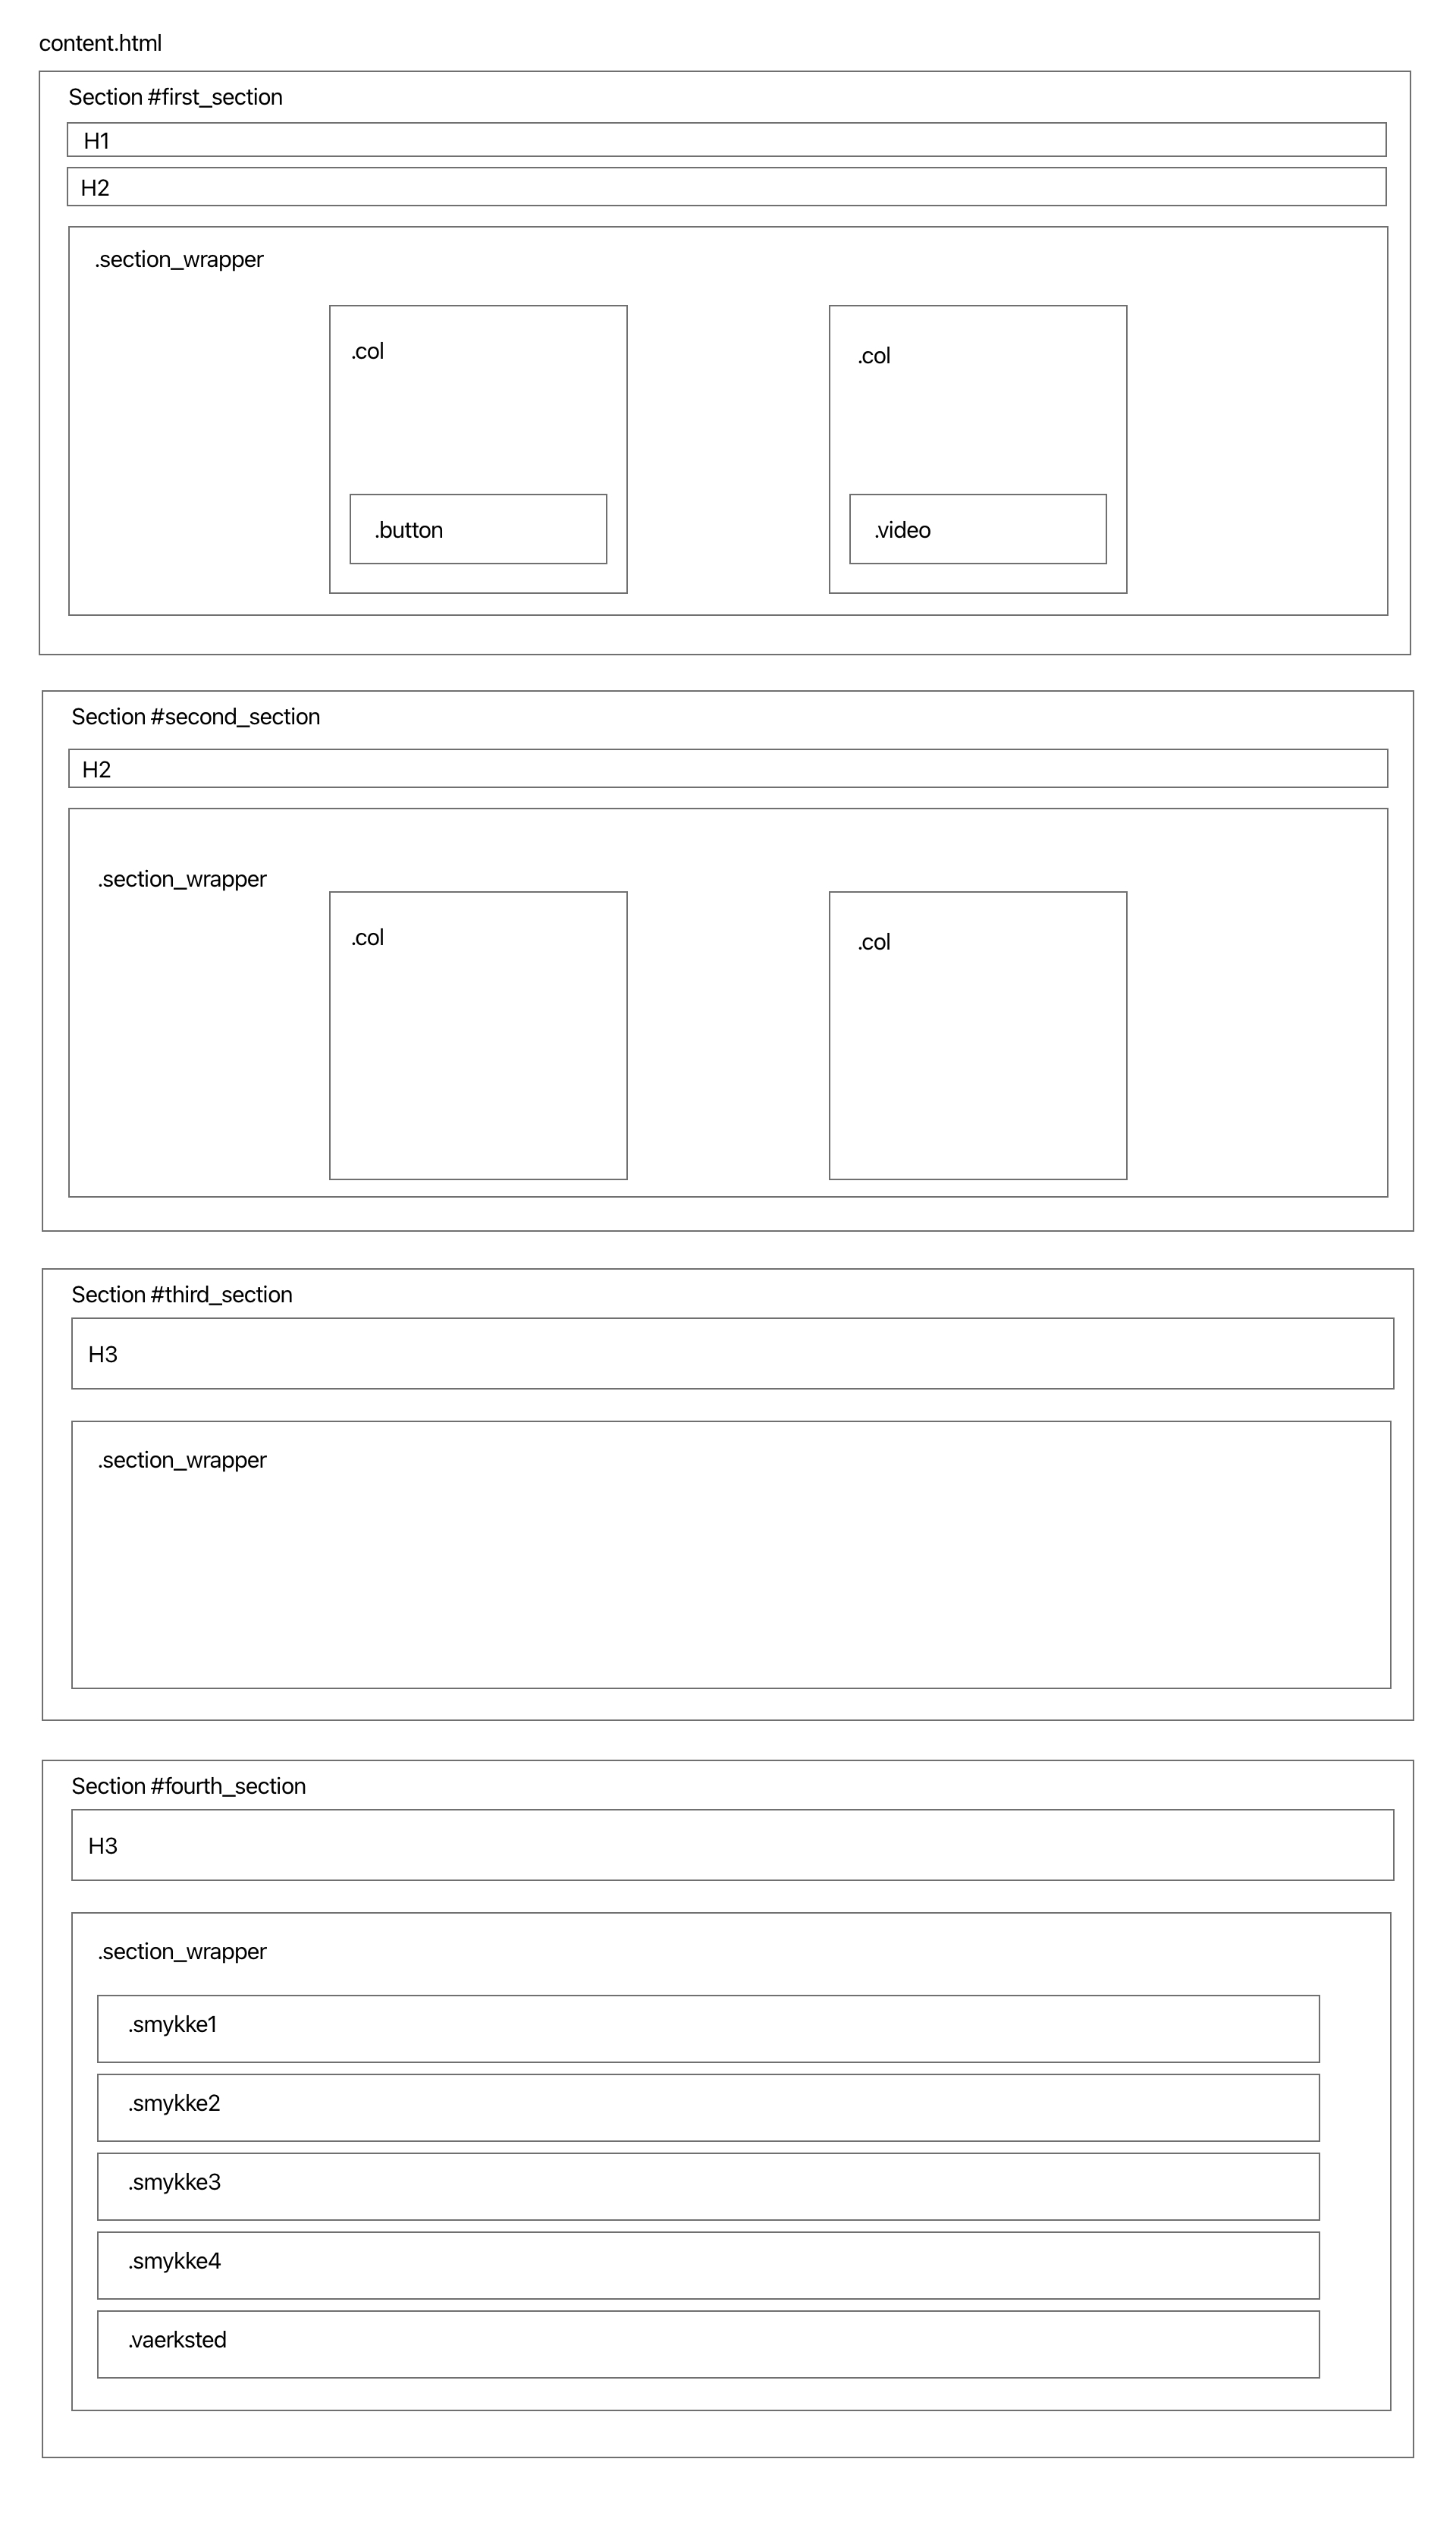 content.html
Section #first_section
H1
H2
.section_wrapper
.col
.col
.button
.video
Section #second_section
H2
.section_wrapper
.col
.col
Section #third_section
H3
.section_wrapper
Section #fourth_section
H3
.section_wrapper
.smykke1
.smykke2
.smykke3
.smykke4
.vaerksted